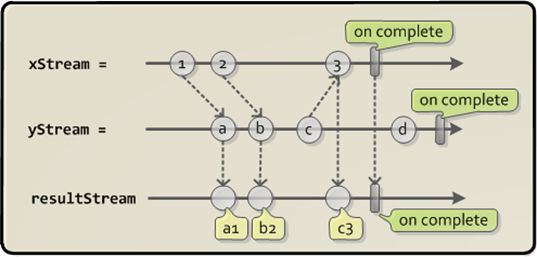 on complete
xStream =
1
2
3
on complete
yStream =
a
b
c
d
resultStream
a1
b2
c3
on complete